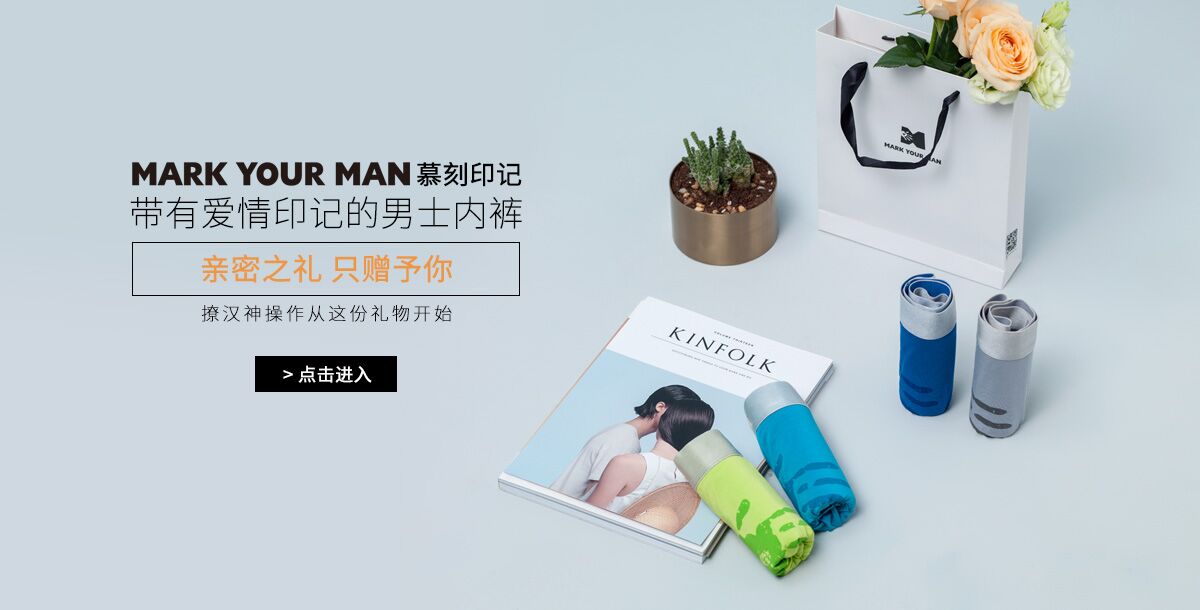 MARK YOUR MAN 慕刻印记
带有爱情印记的男士内裤
亲密之礼 只赠予你
撩汉神操作从这份礼物开始
> 点击进入
MARK YOUR MAN
VOLUME THIRTEEN
KINFOLK